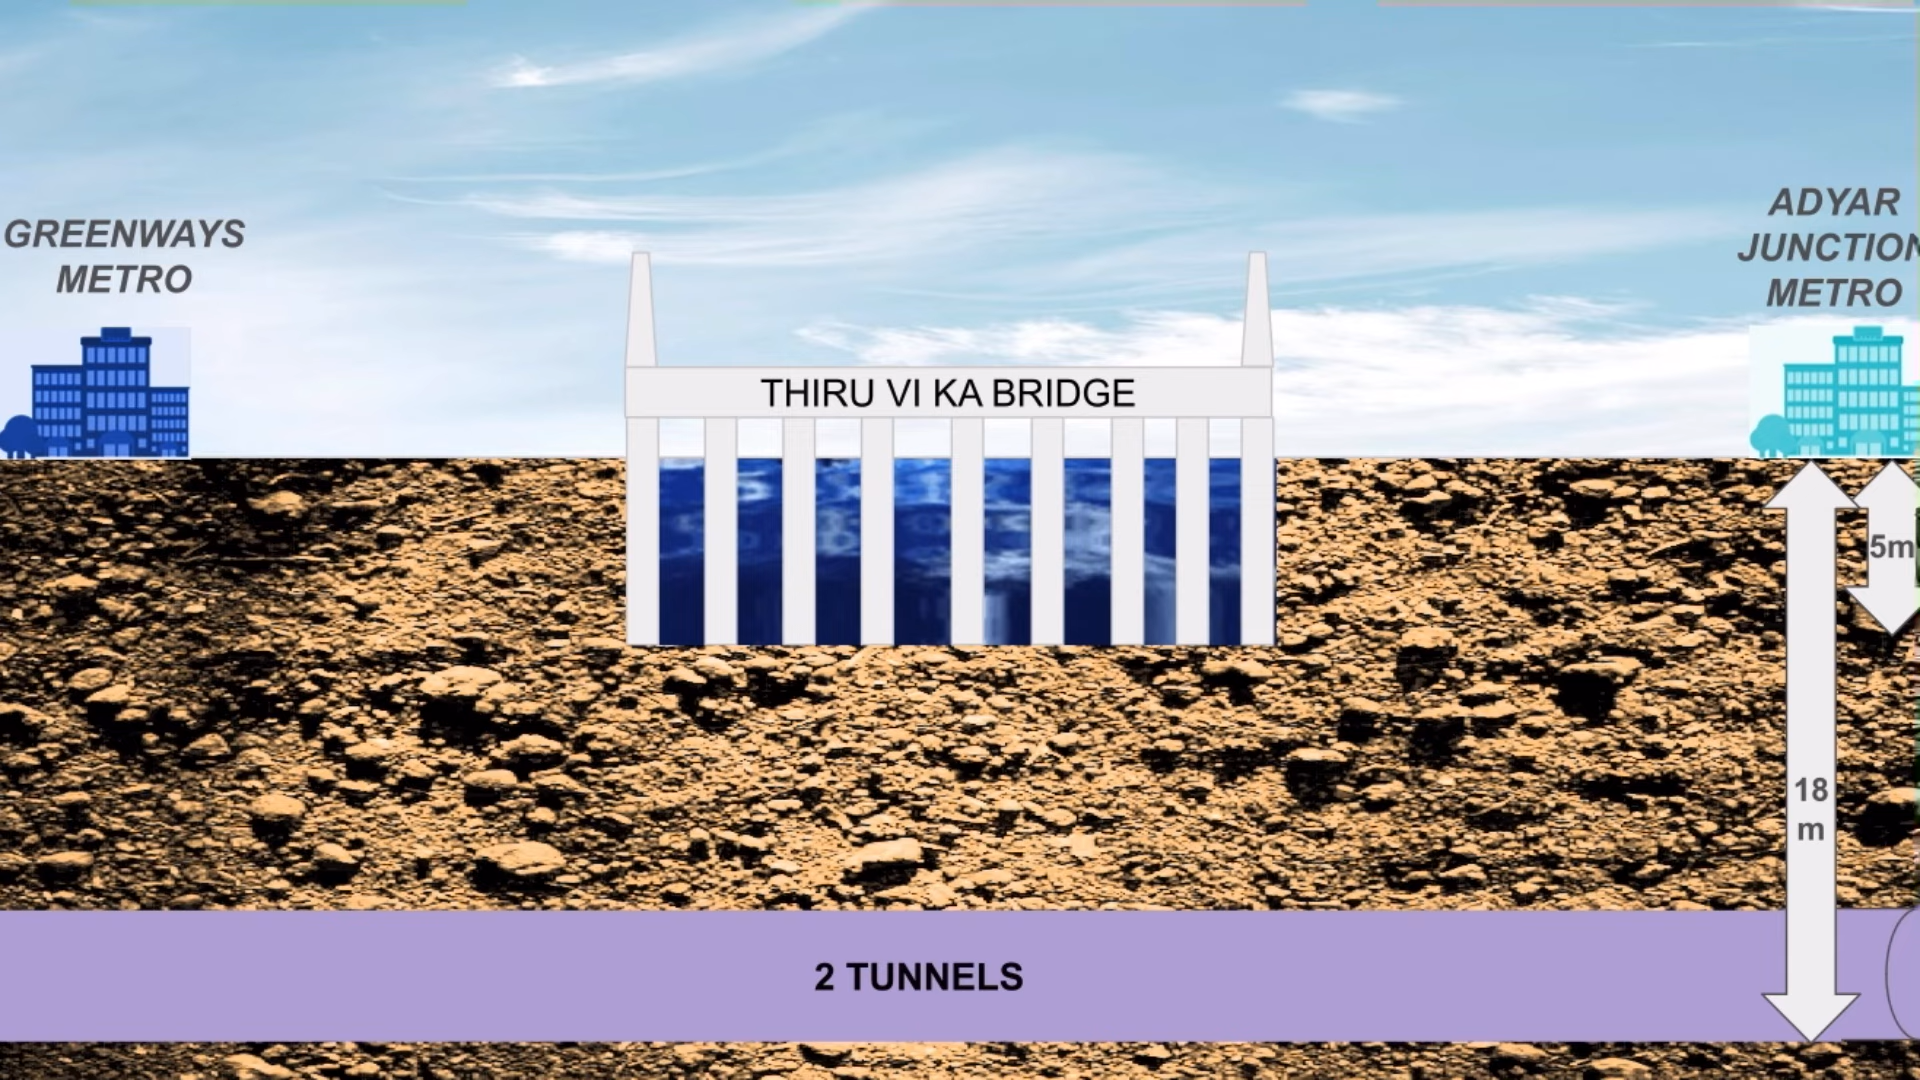 GREENWAYS
METRO
ADYAR
JUNCTION
METRO
THIRU VI KA BRIDGE
5m
18
m
2 TUNNELS